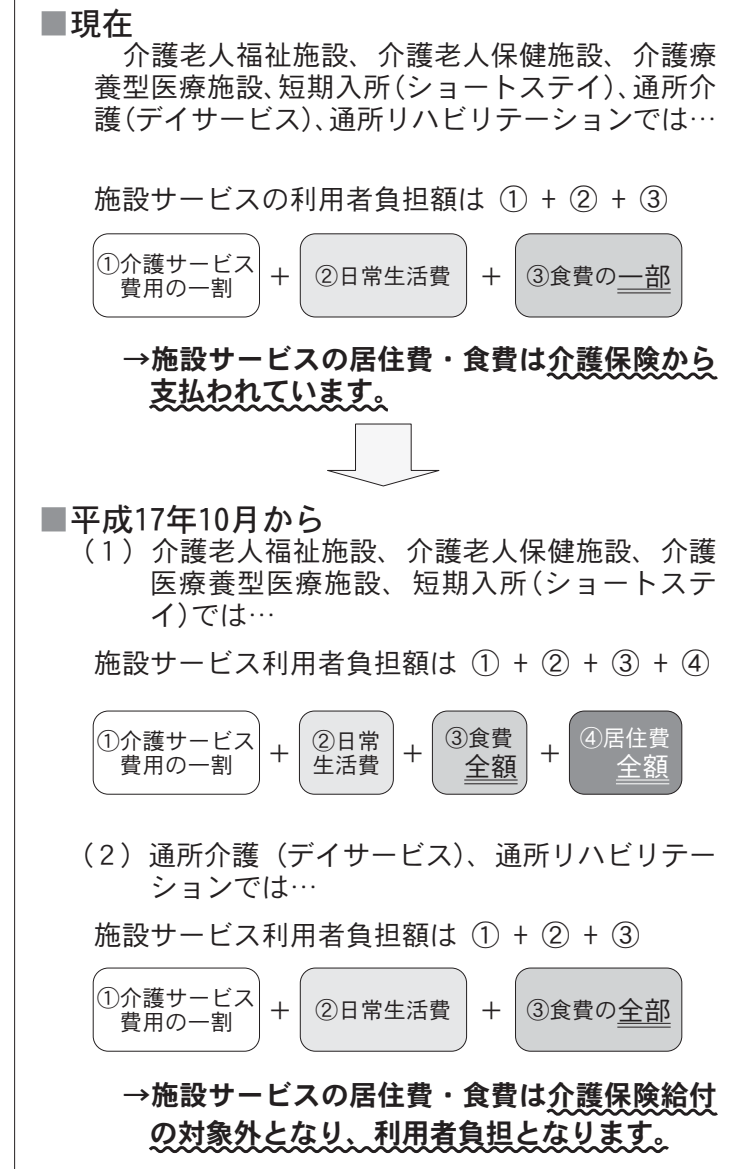 ■現在
介護老人福祉施設、介護老人保健施設、介護療
養型医療施設、短期入所(ショートステイ)、通所介
護(デイサービス)、通所リハビリテーションでは…
施設サービスの利用者負担額は ① + ② + ③
①介護サービス
費用の一割
+
②日常生活費
+
③食費の一部
→施設サービスの居住費・食費は介護保険から
支払われています。
■平成17年10月から
(1) 介護老人福祉施設、介護老人保健施設、介護
医療養型医療施設、短期入所(ショートステ
イ)では…
施設サービス利用者負担額は ① + ② + ③ + ④
①介護サービス
費用の一割
+
②日常
生活費
+
③食費
全額
+
④居住費
全額
(2) 通所介護 (デイサービス)、通所リハビリテー
ションでは…
施設サービス利用者負担額は ① + ② + ③
①介護サービス
費用の一割
+
②日常生活費
+
③食費の全部
→施設サービスの居住費・食費は介護保険給付
の対象外となり、利用者負担となります。